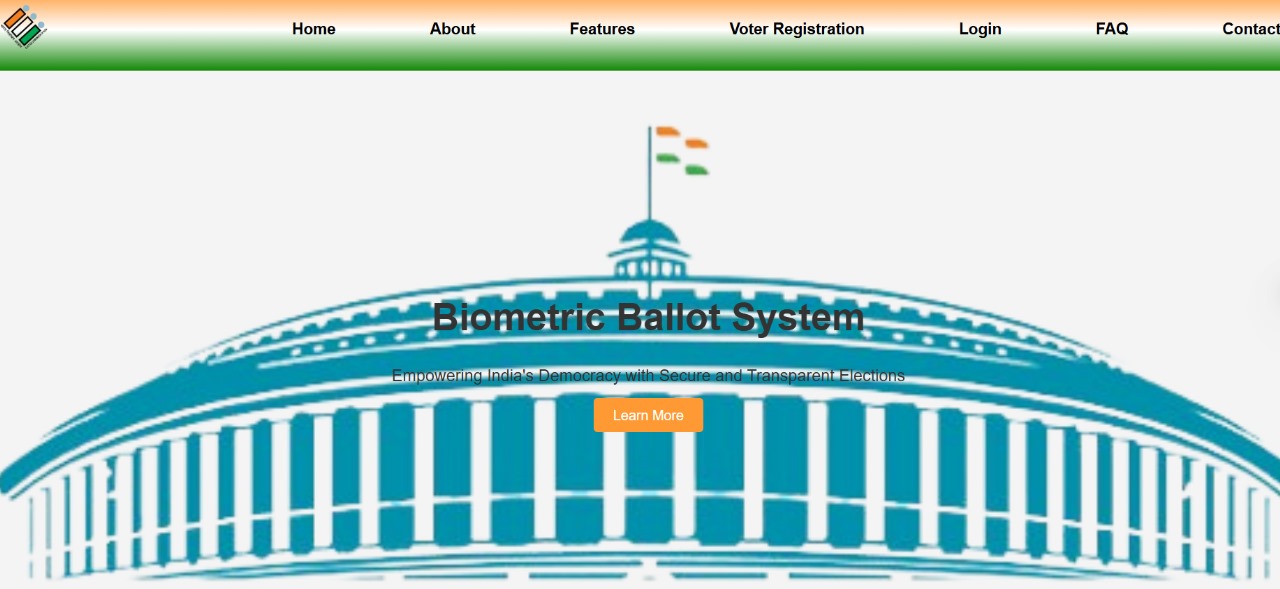 Home About Features Voter Registration Login FAQ Contact
Biometric Ballot System
Empowering India's Democracy with Secure and Transparent Elections
Learn More